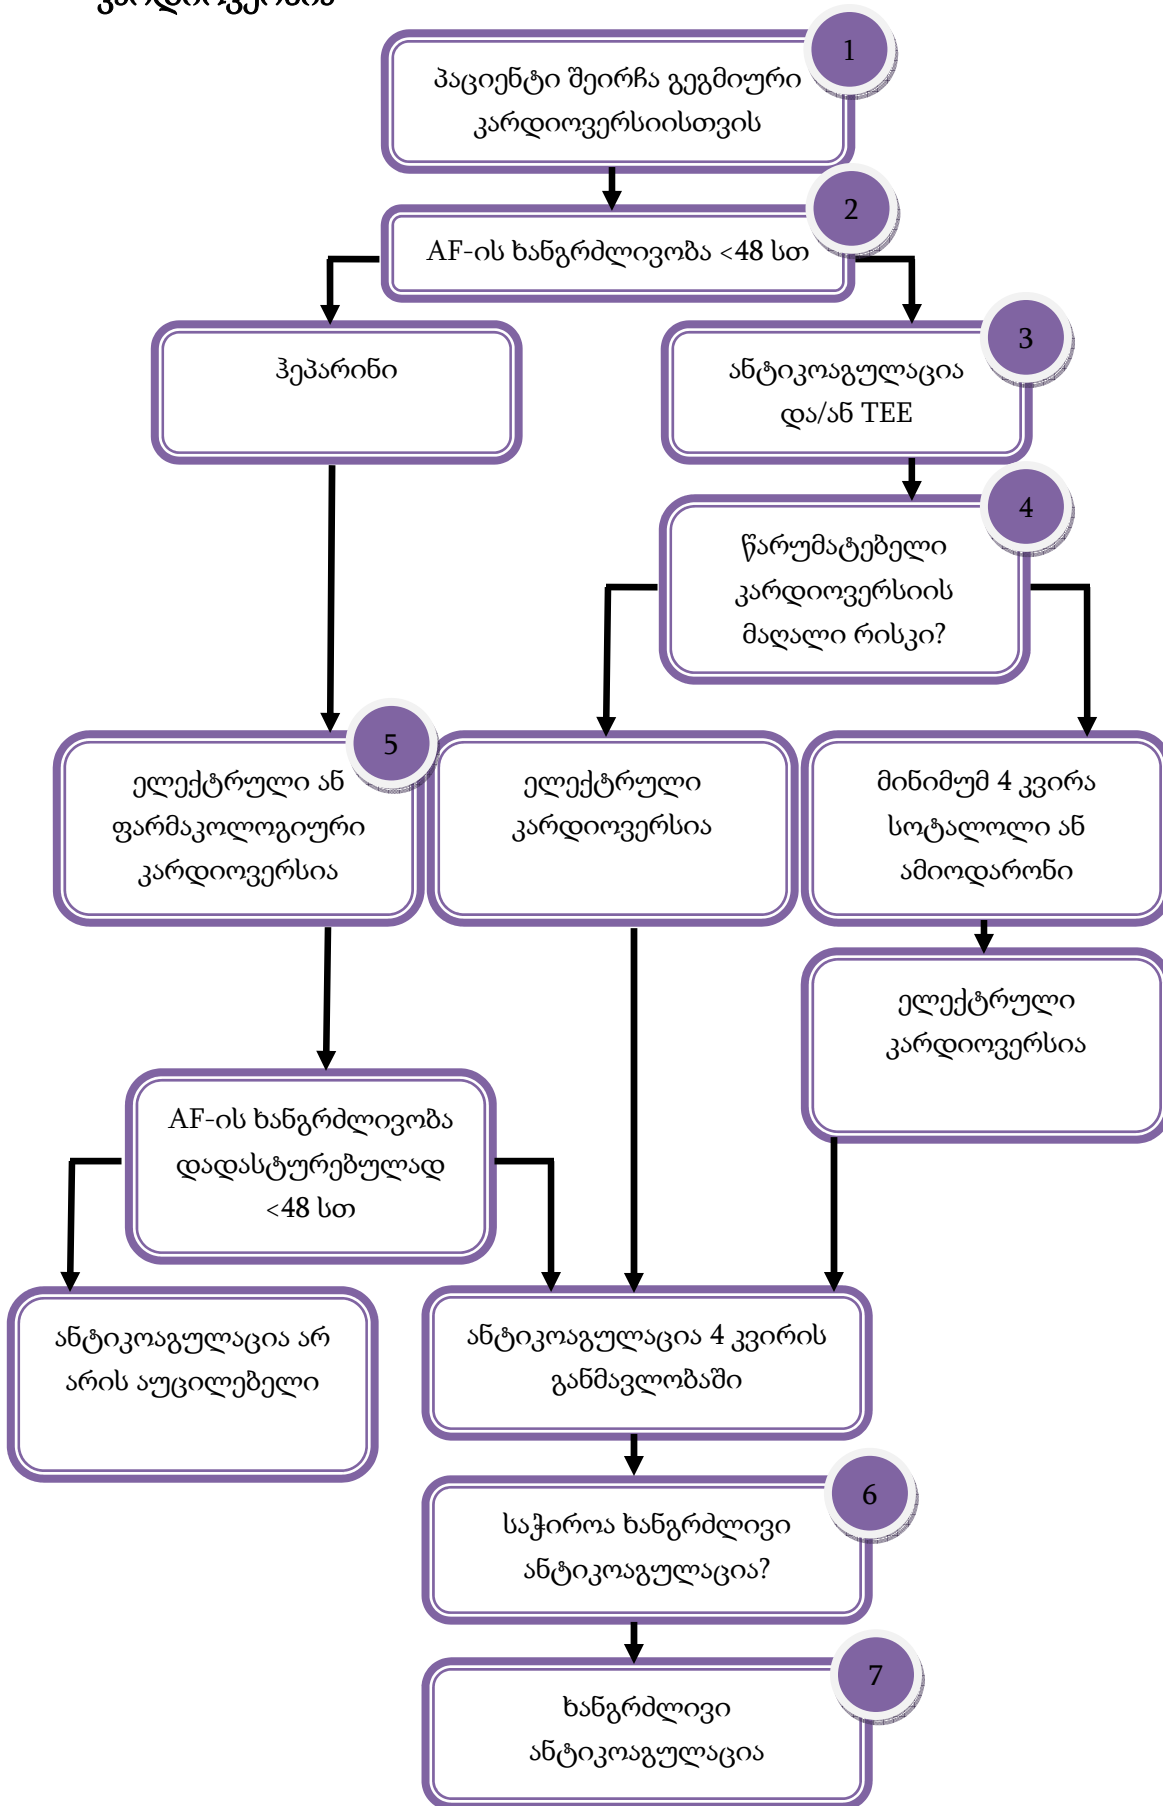 კარდიოვერსია
1
პაციენტი შეირჩა გეგმიური
კარდიოვერსიისთვის
2
AF-ის ხანგრძლივობა <48 სთ
ჰეპარინი
3
ანტიკოაგულაცია
და/ან TEE
4
წარუმატებელი
კარდიოვერსიის
მაღალი რისკი?
5
ელექტრული ან
ფარმაკოლოგიური
კარდიოვერსია
ელექტრული
კარდიოვერსია
მინიმუმ 4 კვირა
სოტალოლი ან
ამიოდარონი
ელექტრული
კარდიოვერსია
AF-ის ხანგრძლივობა
დადასტურებულად
<48 სთ
ანტიკოაგულაცია არ
არის აუცილებელი
ანტიკოაგულაცია 4 კვირის
განმავლობაში
6
საჭიროა ხანგრძლივი
ანტიკოაგულაცია?
7
ხანგრძლივი
ანტიკოაგულაცია